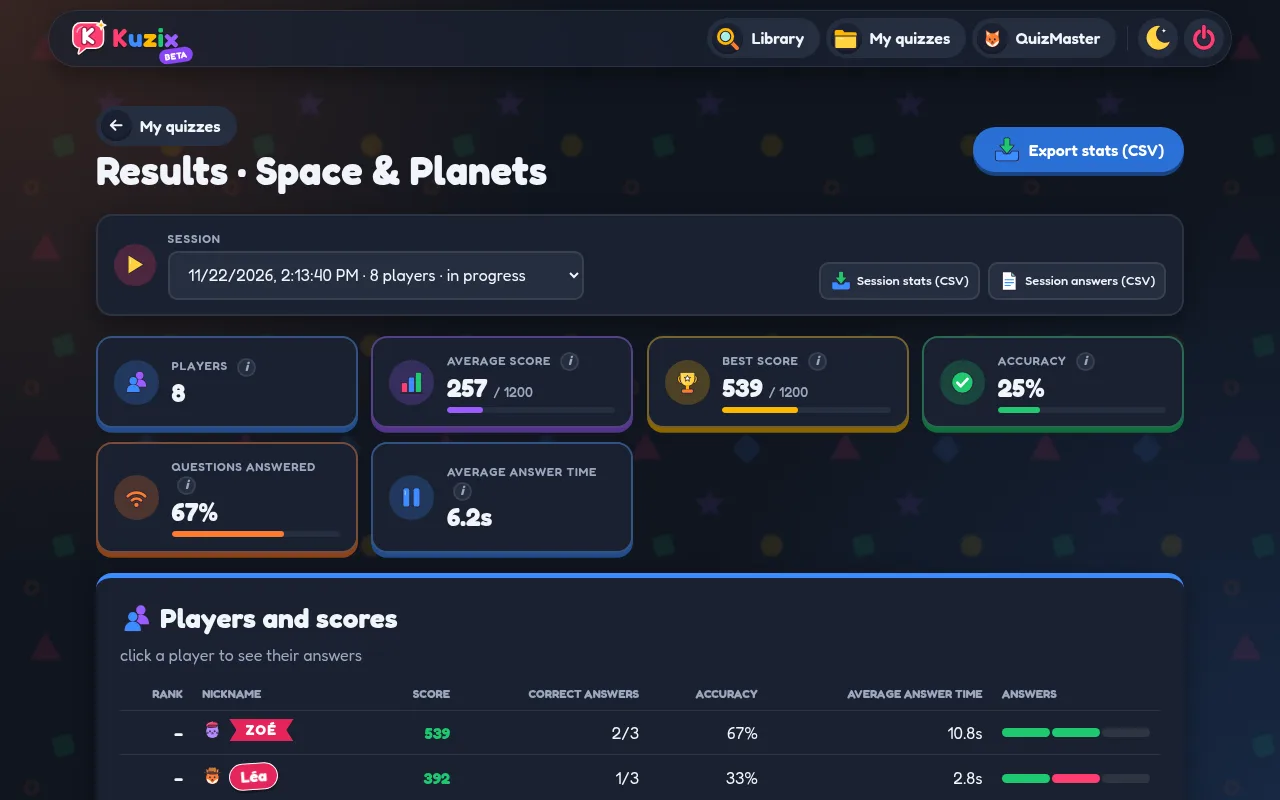 Kuzix
BETA
Library
My quizzes
QuizMaster
My quizzes
Results · Space & Planets
Export stats (CSV)
SESSION
11/22/2026, 2:13:40 PM · 8 players · in progress
Session stats (CSV)
Session answers (CSV)
PLAYERS i
8
AVERAGE SCORE i
257 / 1200
BEST SCORE i
539 / 1200
ACCURACY i
25%
QUESTIONS ANSWERED
i
67%
AVERAGE ANSWER TIME
i
6.2s
Players and scores
click a player to see their answers
RANK NICKNAME SCORE CORRECT ANSWERS ACCURACY AVERAGE ANSWER TIME ANSWERS
– ZOÉ 539 2/3 67% 10.8s
– Léa 392 1/3 33% 2.8s